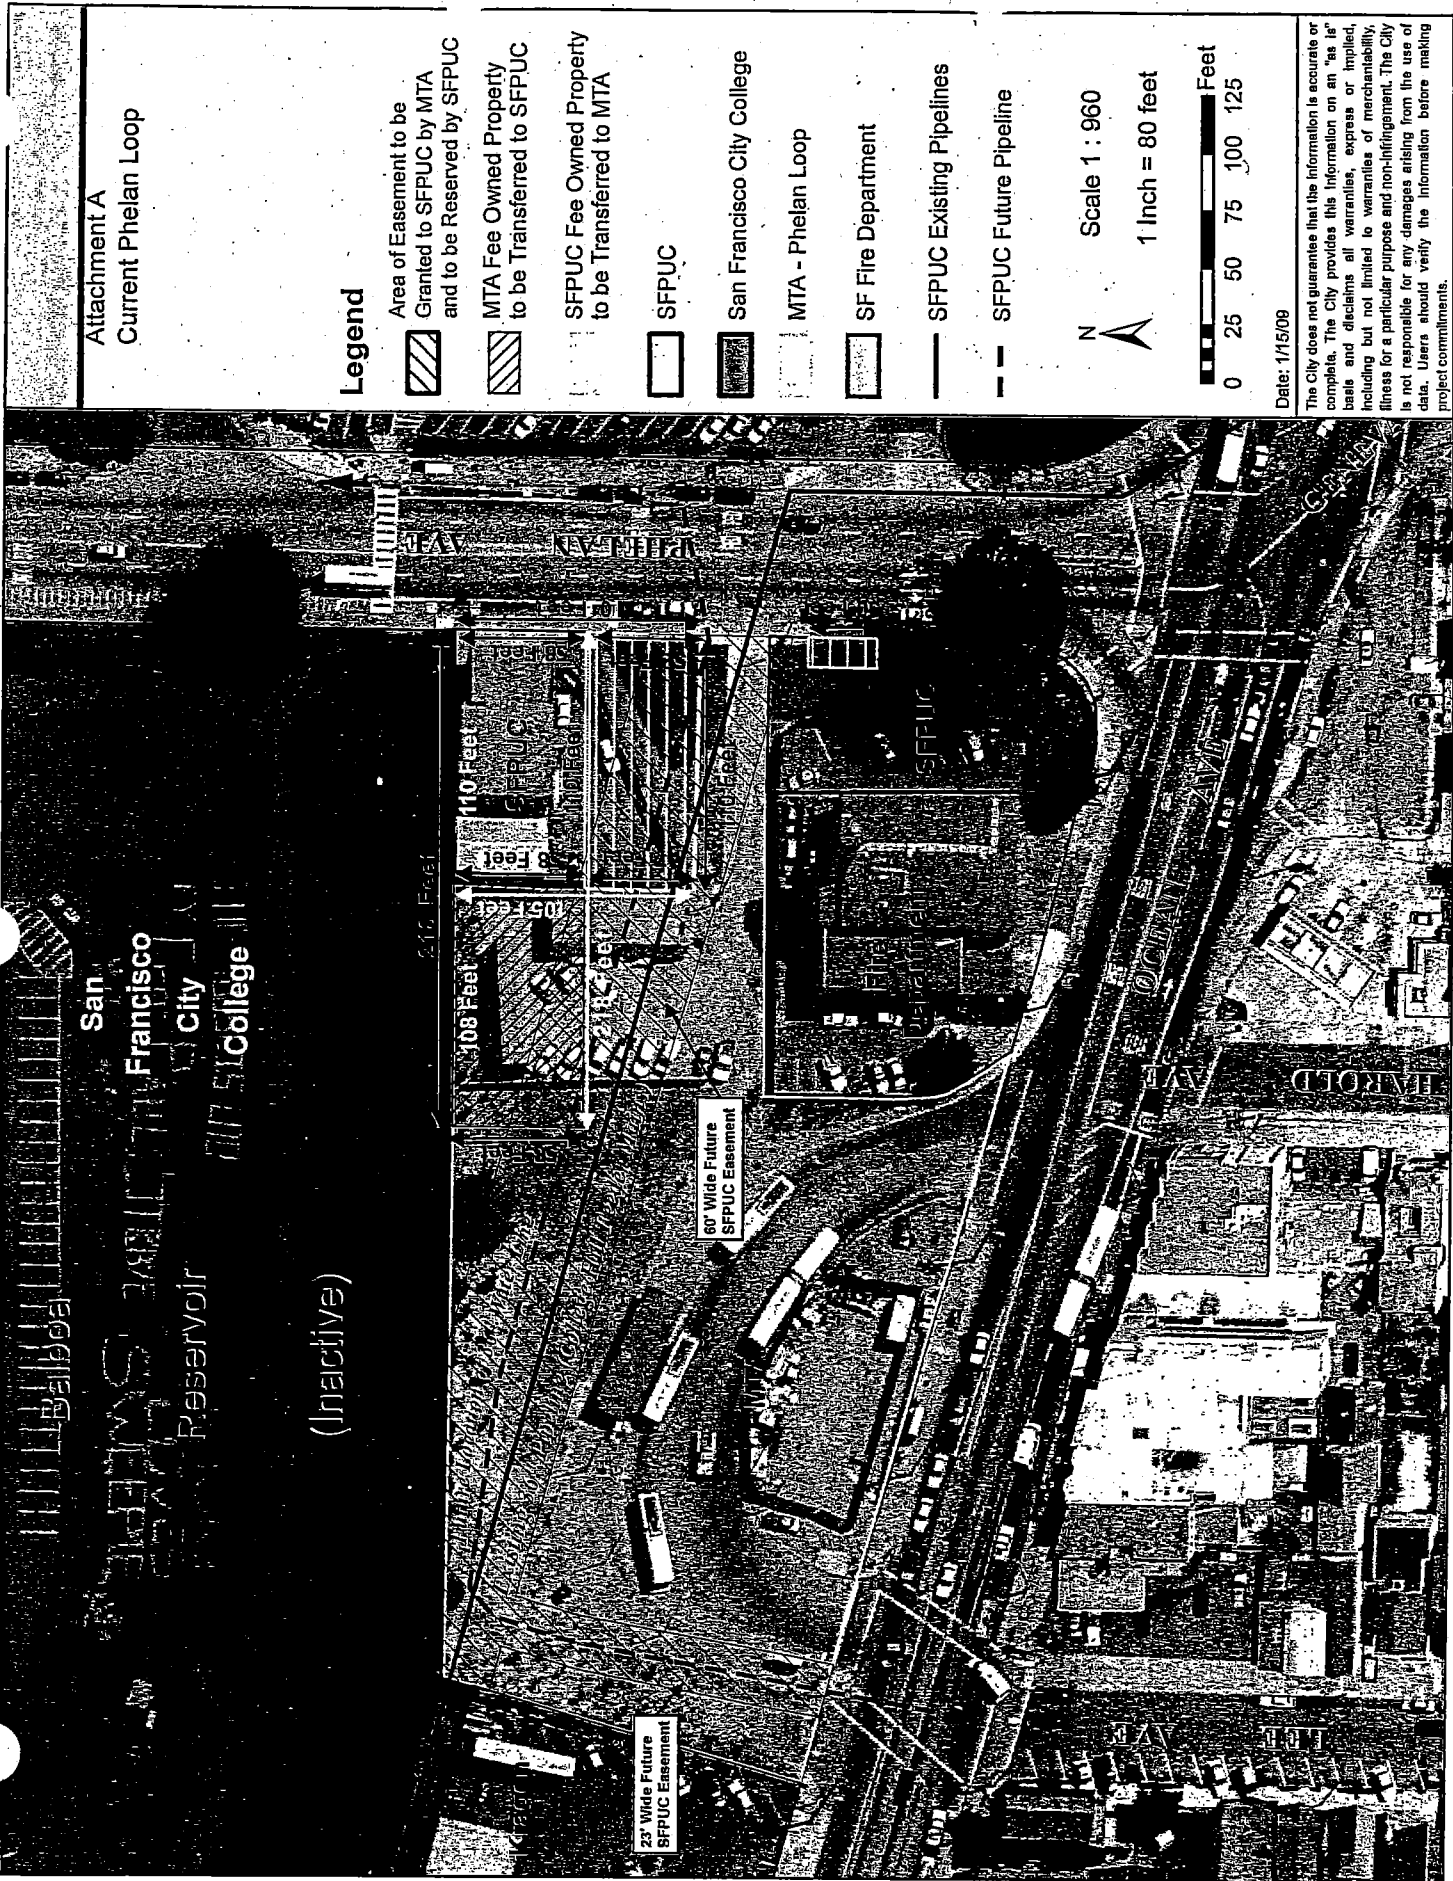 Attachment A
Current Phelan Loop
Legend
Area of Easement to be
Granted to SFPUC by MTA
and to be Reserved by SFPUC
MTA Fee Owned Property
to be Transferred to SFPUC
SFPUC Fee Owned Property
to be Transferred to MTA
SFPUC
San Francisco City College
MTA - Phelan Loop
SF Fire Department
SFPUC Existing Pipelines
SFPUC Future Pipeline
N
Scale 1 : 960
1 Inch = 80 feet
0 25 50 75 100 125 Feet
Date: 1/15/09
The City does not guarantee that the information is accurate or
complete. The City provides this information on an "as is"
basis and disclaims all warranties, express or implied,
including but not limited to warranties of merchantability,
fitness for a particular purpose and non-infringement. The City
is not responsible for any damages arising from the use of
data. Users should verify the information before making
project commitments.
San
Francisco
City
College
Balboa
Reservoir
(Inactive)
PHELAN AVE
108 Feet
110 Feet
105 Feet
218 Feet
SFPUC
SFPUC
Fire
Department
60' Wide Future
SFPUC Easement
23' Wide Future
SFPUC Easement
OCEAN AVE
HAROLD AVE
LEE AVE